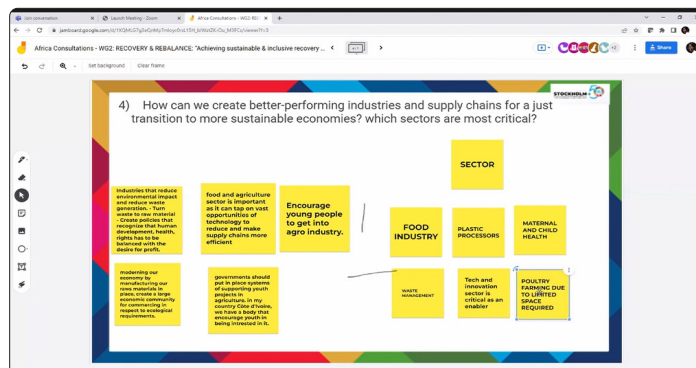 Jam conversation
Launch Meeting - Zoom
Africa Consultations - WG2: REC
jamboard.google.com
Africa Consultations - WG2: RECOVERY & REBALANCE: "Achieving sustainable & inclusive recovery ...
Share
Set background
Clear frame
STOCKHOLM+50
4) How can we create better-performing industries and supply chains for a just
transition to more sustainable economies? which sectors are most critical?
Industries that reduce
environmental impact
and reduce waste
generation. - Turn
waste to raw material
- Create policies that
recognize that human
development, health,
rights has to be
balanced with the
desire for profit.
food and agriculture
sector is important
as it can tap on vast
opportunities of
technology to
reduce and make
supply chains more
efficient
Encourage
young people
to get into
agro industry.
SECTOR
FOOD
INDUSTRY
PLASTIC
PROCESSORS
MATERNAL
AND CHILD
HEALTH
moderning our
economy by
manufacturing our
raws materials in
place, create a large
economic community
for commercing in
respect to ecological
requirements.
governments should
put in place systems
of supporting youth
projects in
agriculture. in my
country Côte d'Ivoire,
we have a body that
encourage youth in
being intrested in it.
WASTE
MANAGEMENT
Tech and
innovation
sector is
critical as an
enabler
POULTRY
FARMING DUE
TO LIMITED
SPACE
REQUIRED